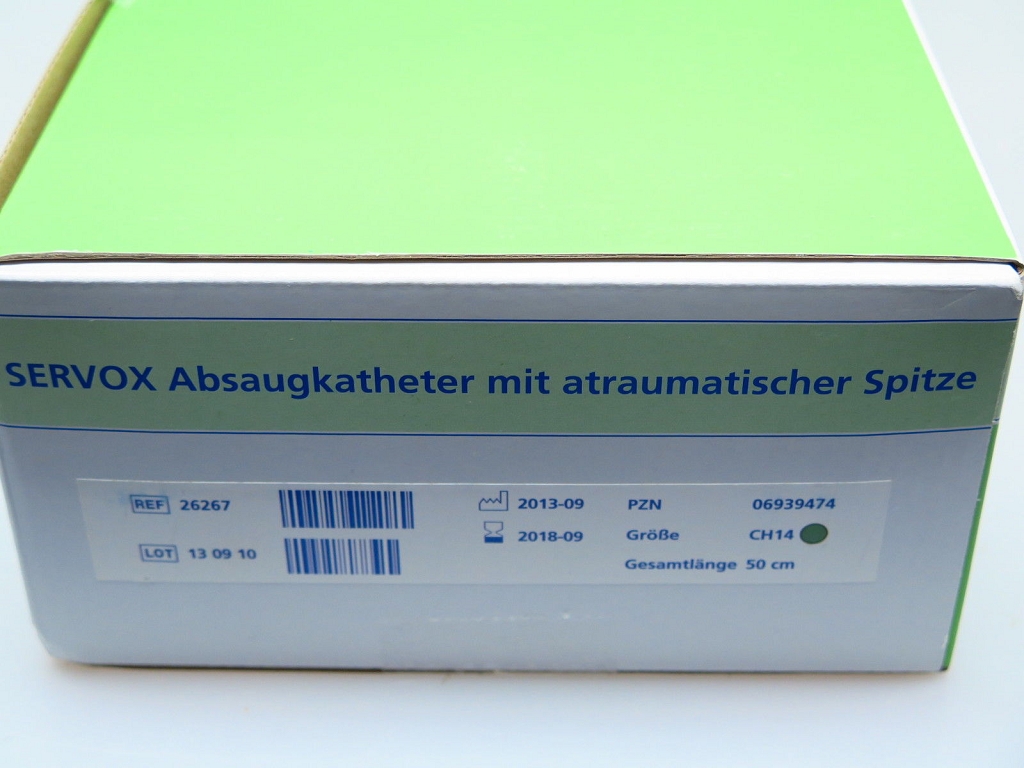 SERVOX Absaugkatheter mit atraumatischer Spitze
REF 26267
LOT 13 09 10
2013-09
2018-09
PZN 06939474
Größe CH14
Gesamtlänge 50 cm